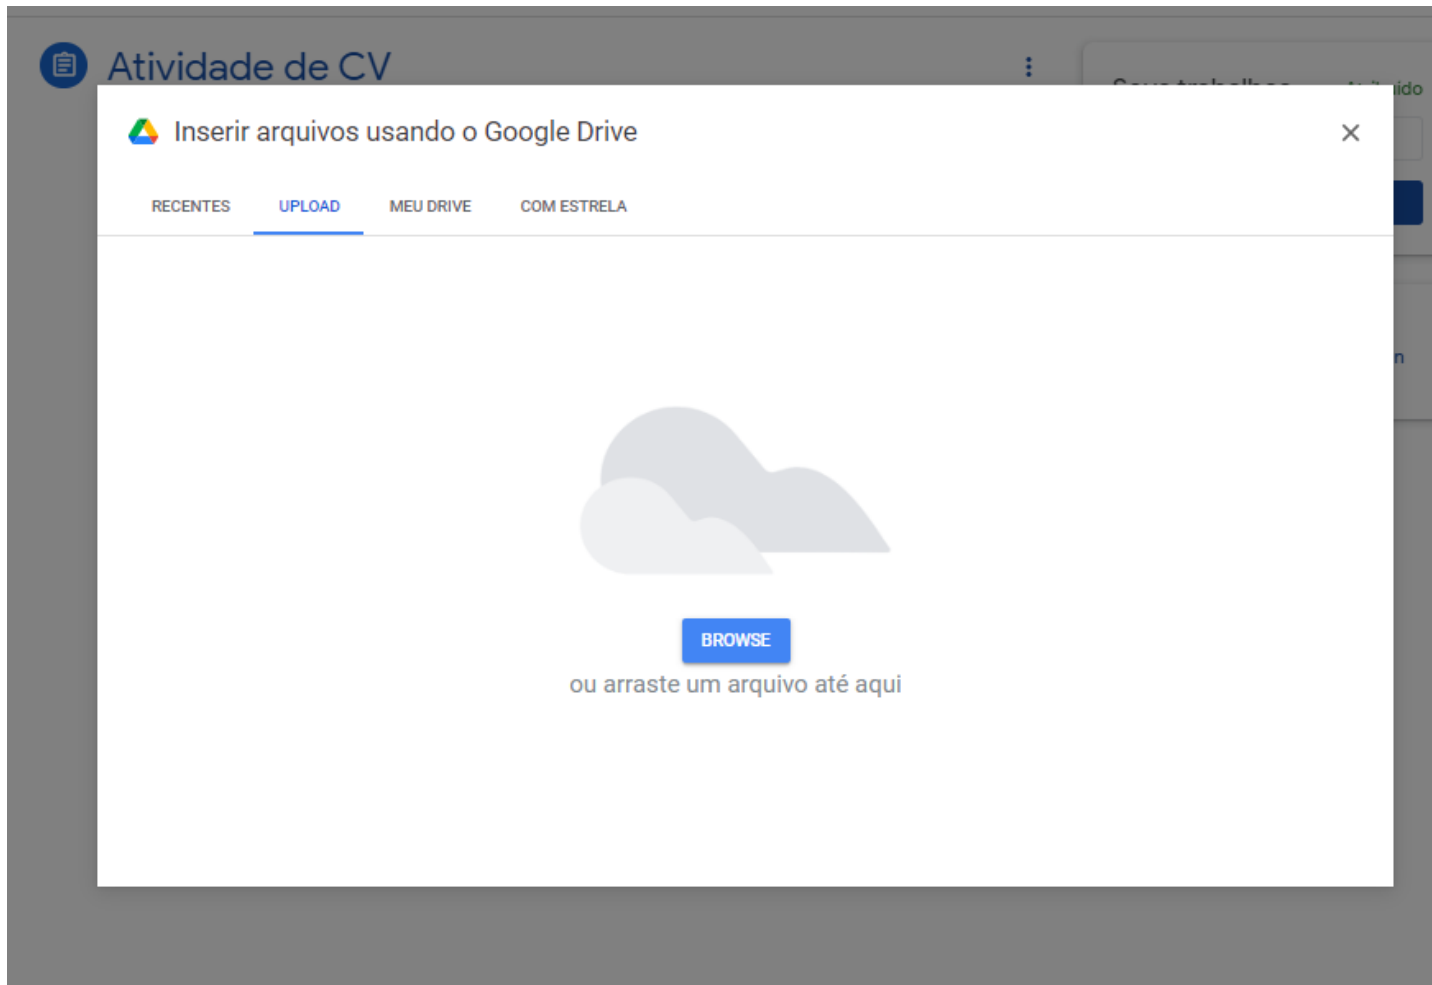 Atividade de CV
Inserir arquivos usando o Google Drive
RECENTES UPLOAD MEU DRIVE COM ESTRELA
BROWSE
ou arraste um arquivo até aqui